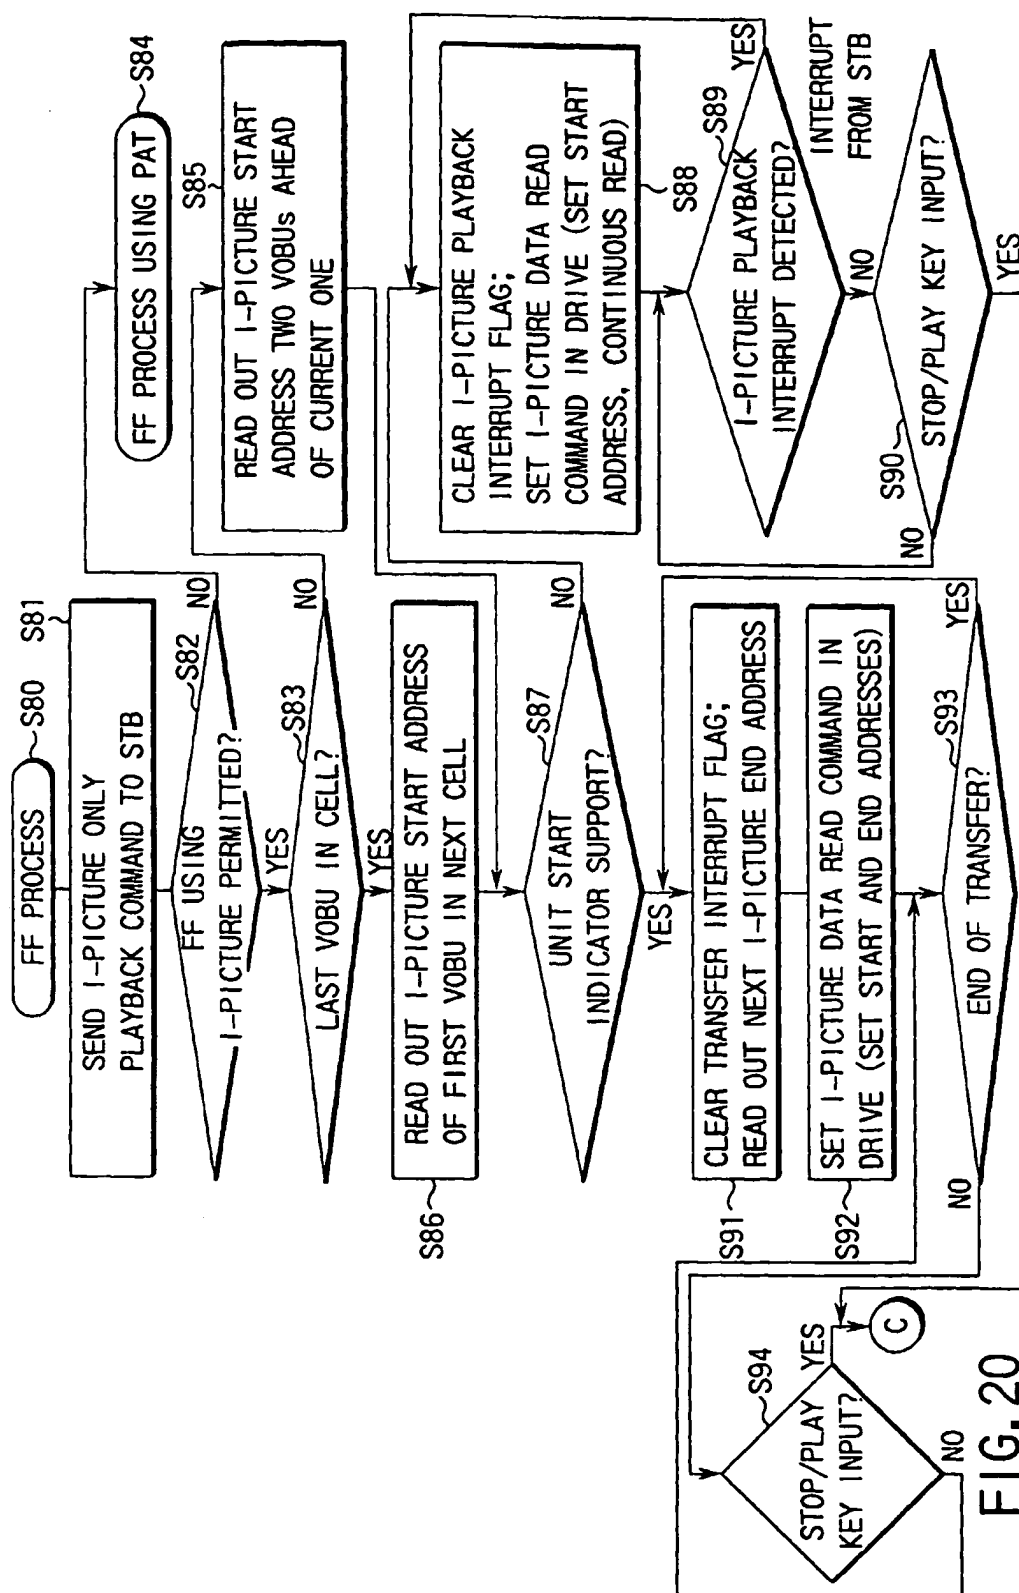 FF PROCESS
S80
SEND I-PICTURE ONLY
PLAYBACK COMMAND TO STB
S81
FF USING
I-PICTURE PERMITTED?
S82
NO
YES
LAST VOBU IN CELL?
S83
NO
YES
FF PROCESS USING PAT
S84
S85
READ OUT I-PICTURE START
ADDRESS TWO VOBUs AHEAD
OF CURRENT ONE
READ OUT I-PICTURE START ADDRESS
OF FIRST VOBU IN NEXT CELL
S86
UNIT START
INDICATOR SUPPORT?
S87
NO
YES
CLEAR I-PICTURE PLAYBACK
INTERRUPT FLAG;
SET I-PICTURE DATA READ
COMMAND IN DRIVE (SET START
ADDRESS, CONTINUOUS READ)
S88
I-PICTURE PLAYBACK
INTERRUPT DETECTED?
S89
YES
NO
INTERRUPT
FROM STB
S90
STOP/PLAY KEY INPUT?
NO
YES
CLEAR TRANSFER INTERRUPT FLAG;
READ OUT NEXT I-PICTURE END ADDRESS
S91
SET I-PICTURE DATA READ COMMAND IN
DRIVE (SET START AND END ADDRESSES)
S92
END OF TRANSFER?
S93
YES
NO
STOP/PLAY
KEY INPUT?
S94
YES
NO
C
FIG. 20